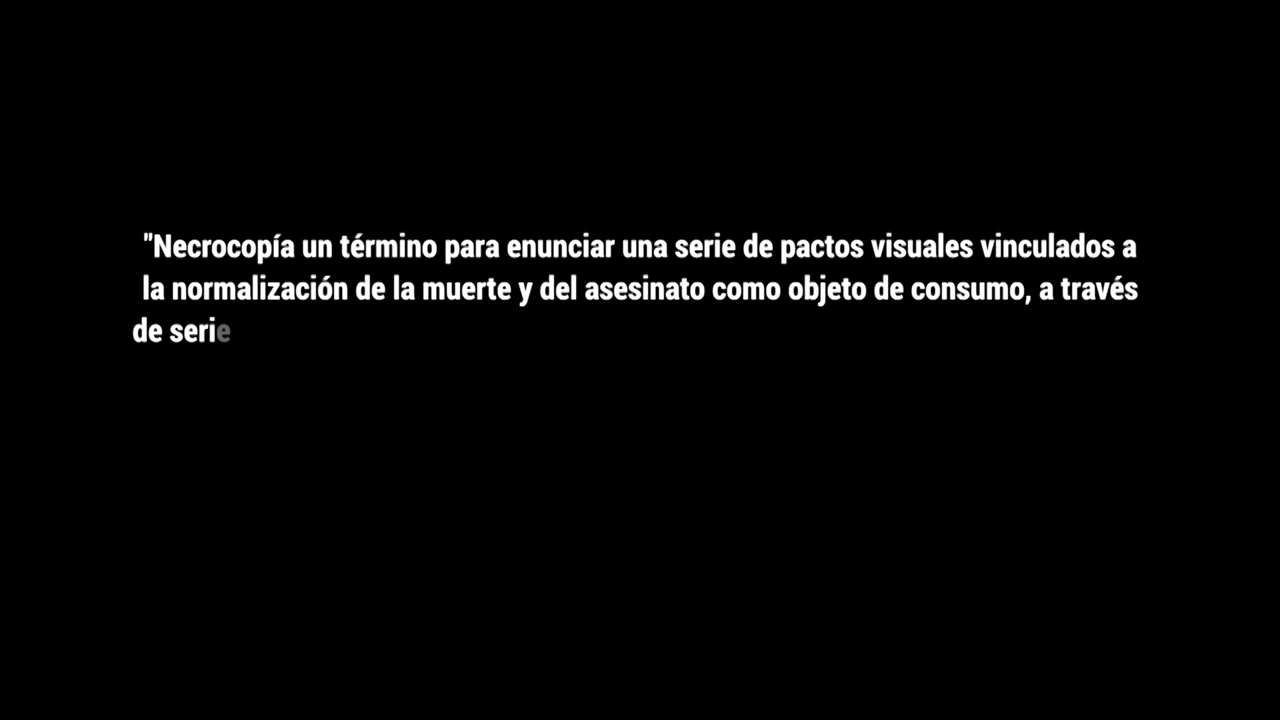 "Necrocopía un término para enunciar una serie de pactos visuales vinculados a
la normalización de la muerte y del asesinato como objeto de consumo, a través
de serie